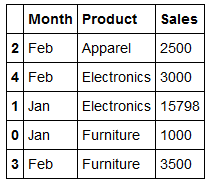 Month Product Sales
2 Feb Apparel 2500
4 Feb Electronics 3000
1 Jan Electronics 15798
0 Jan Furniture 1000
3 Feb Furniture 3500